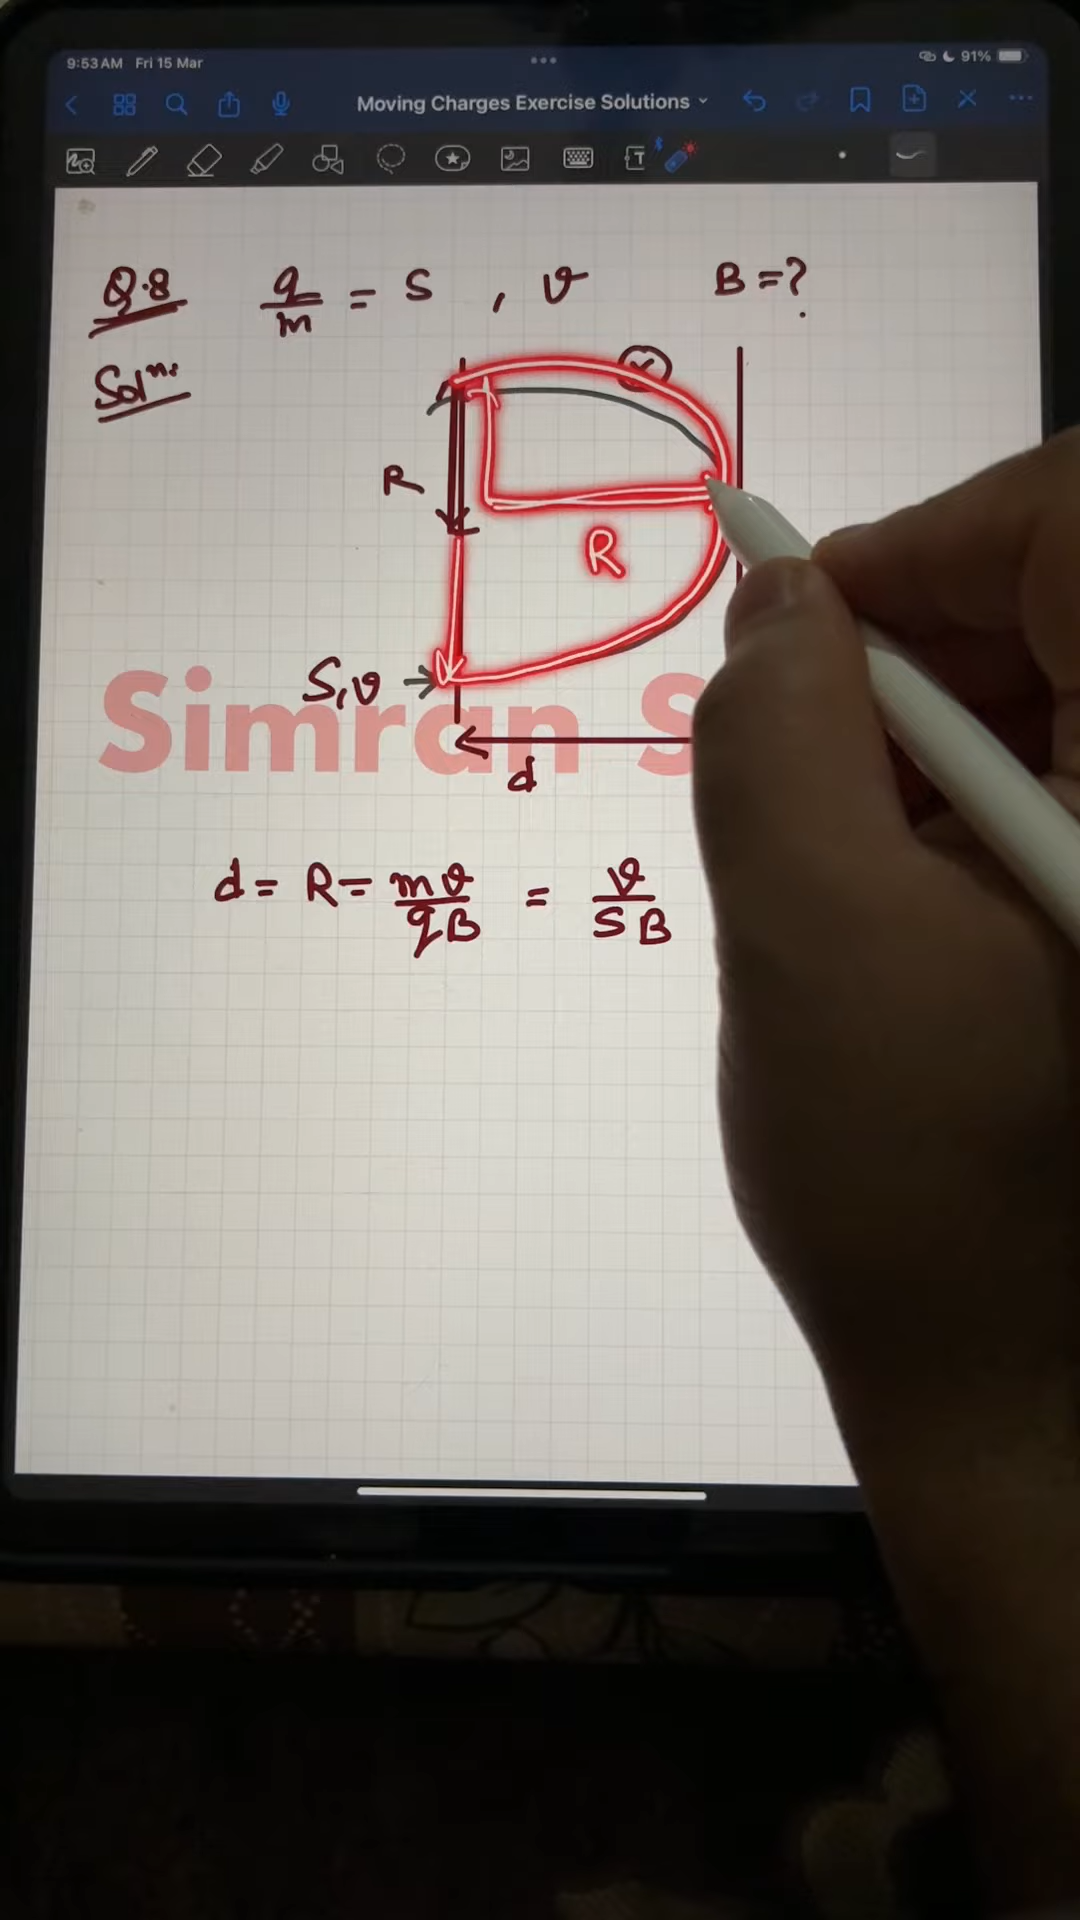 9:53 AM Fri 15 Mar
91%
Moving Charges Exercise Solutions
T
Q.8 q/m = S , v B = ?
Solⁿ.
R
R
S, v →
Simran S
d
d = R = mv/qB = v/SB